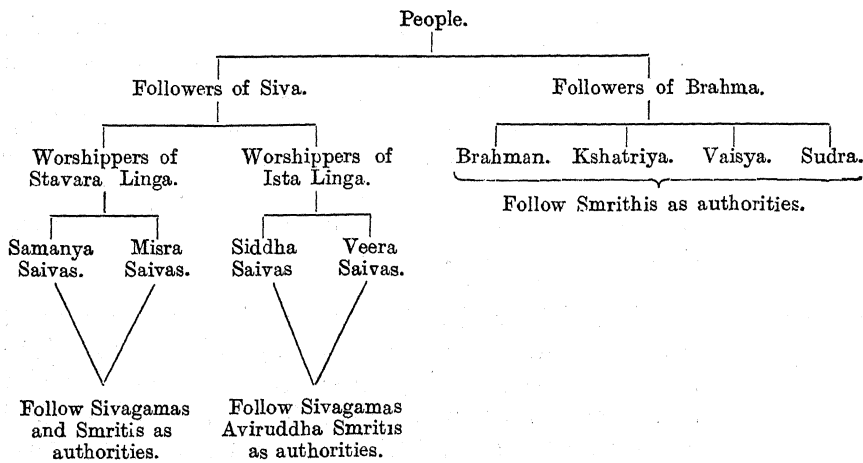 People.
Followers of Siva.
Followers of Brahma.
Worshippers of
Stavara Linga.
Worshippers of
Ista Linga.
Brahman. Kshatriya. Vaisya. Sudra.
Follow Smrithis as authorities.
Samanya
Saivas.
Misra
Saivas.
Siddha
Saivas
Veera
Saivas.
Follow Sivagamas
and Smritis as
authorities.
Follow Sivagamas
Aviruddha Smritis
as authorities.